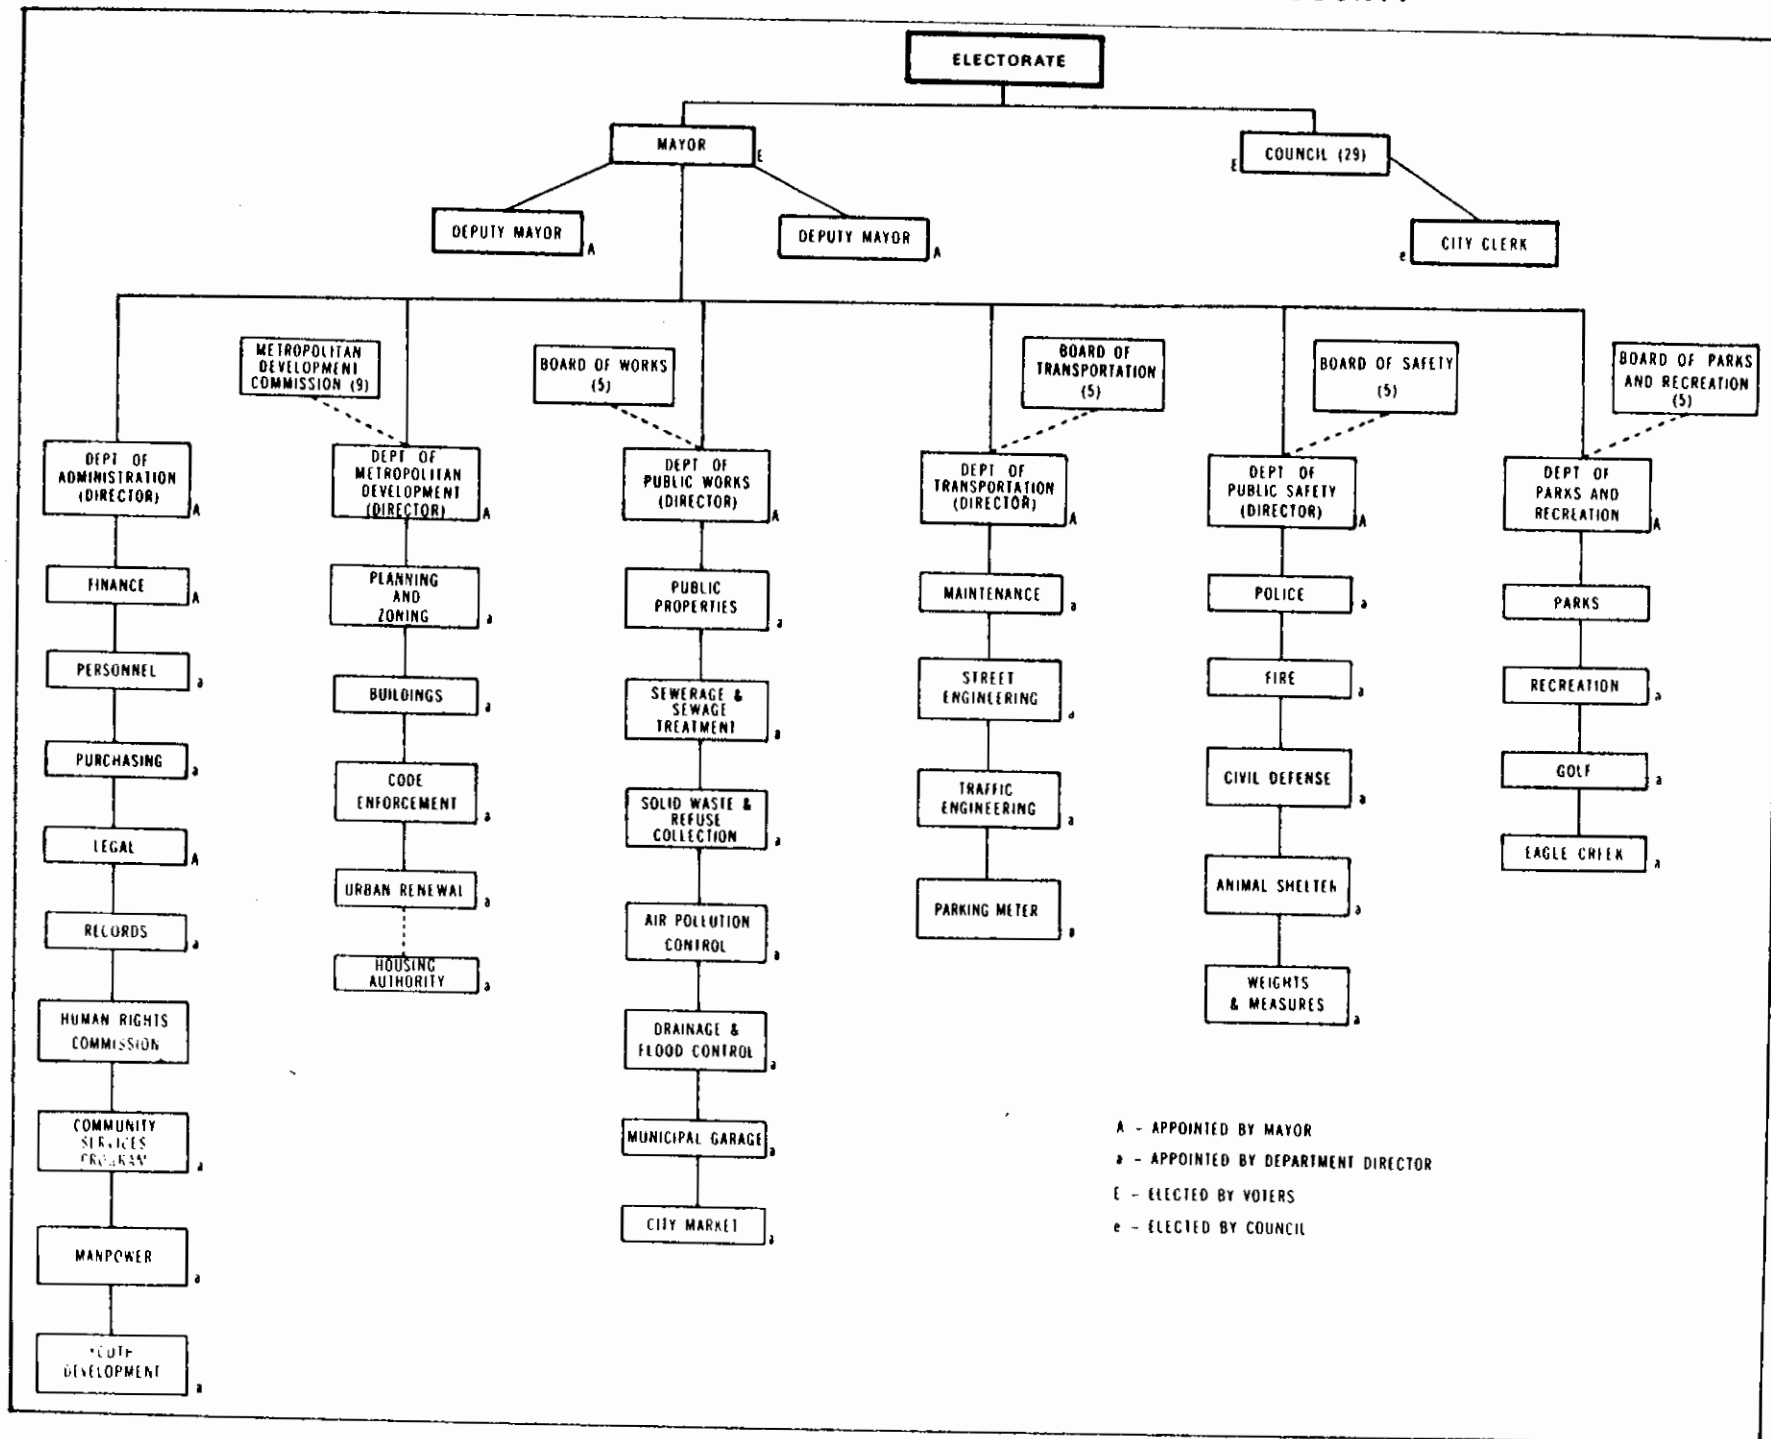 ELECTORATE
MAYOR
E
E
COUNCIL (29)
DEPUTY MAYOR
A
DEPUTY MAYOR
A
e
CITY CLERK
METROPOLITAN
DEVELOPMENT
COMMISSION (9)
BOARD OF WORKS
(5)
BOARD OF
TRANSPORTATION
(5)
BOARD OF SAFETY
(5)
BOARD OF PARKS
AND RECREATION
(5)
DEPT OF
ADMINISTRATION
(DIRECTOR)
A
FINANCE
A
PERSONNEL
a
PURCHASING
a
LEGAL
A
RECORDS
a
HUMAN RIGHTS
COMMISSION
COMMUNITY
SERVICES
PROGRAM
a
MANPOWER
a
YOUTH
DEVELOPMENT
a
DEPT OF
METROPOLITAN
DEVELOPMENT
(DIRECTOR)
A
PLANNING
AND
ZONING
a
BUILDINGS
a
CODE
ENFORCEMENT
a
URBAN RENEWAL
a
HOUSING
AUTHORITY
a
DEPT OF
PUBLIC WORKS
(DIRECTOR)
A
PUBLIC
PROPERTIES
a
SEWERAGE &
SEWAGE
TREATMENT
a
SOLID WASTE &
REFUSE
COLLECTION
a
AIR POLLUTION
CONTROL
a
DRAINAGE &
FLOOD CONTROL
a
MUNICIPAL GARAGE
a
CITY MARKET
a
DEPT OF
TRANSPORTATION
(DIRECTOR)
A
MAINTENANCE
a
STREET
ENGINEERING
a
TRAFFIC
ENGINEERING
a
PARKING METER
a
DEPT OF
PUBLIC SAFETY
(DIRECTOR)
A
POLICE
a
FIRE
a
CIVIL DEFENSE
a
ANIMAL SHELTER
a
WEIGHTS
& MEASURES
a
DEPT OF
PARKS AND
RECREATION
A
PARKS
RECREATION
a
GOLF
a
EAGLE CREEK
a
A - APPOINTED BY MAYOR
a - APPOINTED BY DEPARTMENT DIRECTOR
E - ELECTED BY VOTERS
e - ELECTED BY COUNCIL